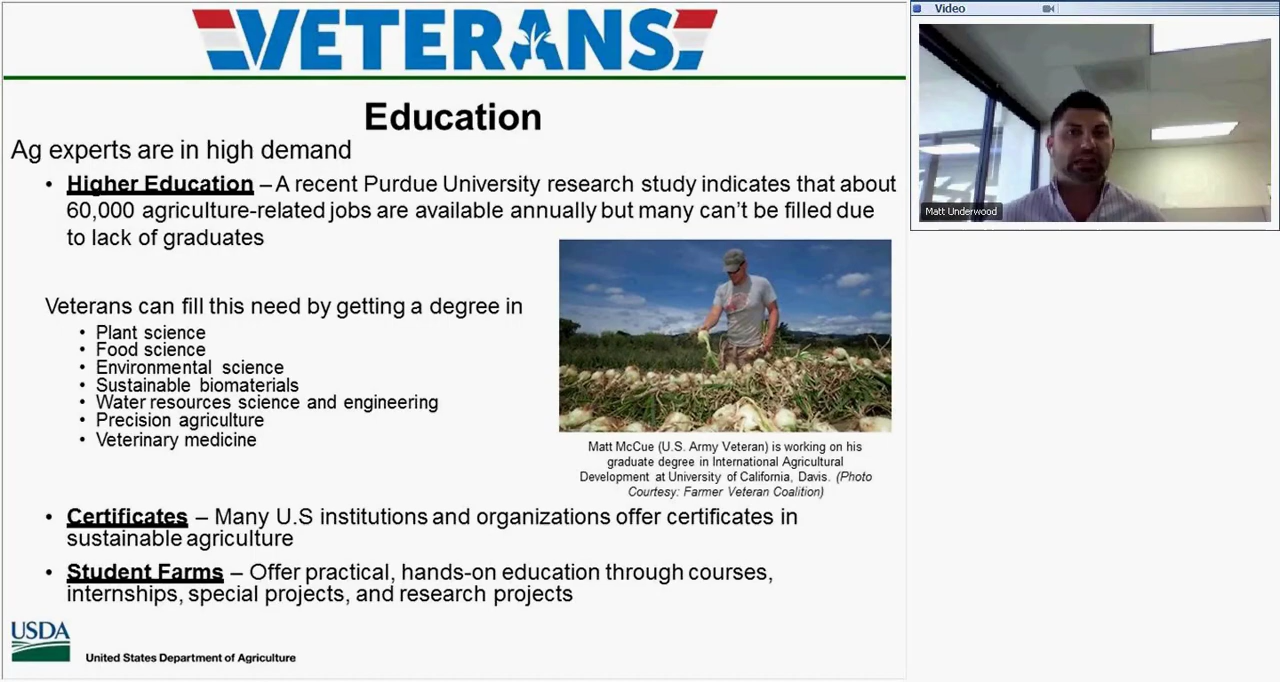 VETERANS
Video
Education
Ag experts are in high demand
• Higher Education – A recent Purdue University research study indicates that about
60,000 agriculture-related jobs are available annually but many can't be filled due
to lack of graduates
Matt Underwood
Veterans can fill this need by getting a degree in
• Plant science
• Food science
• Environmental science
• Sustainable biomaterials
• Water resources science and engineering
• Precision agriculture
• Veterinary medicine
Matt McCue (U.S. Army Veteran) is working on his
graduate degree in International Agricultural
Development at University of California, Davis. (Photo
Courtesy: Farmer Veteran Coalition)
• Certificates – Many U.S institutions and organizations offer certificates in
sustainable agriculture
• Student Farms – Offer practical, hands-on education through courses,
internships, special projects, and research projects
USDA
United States Department of Agriculture